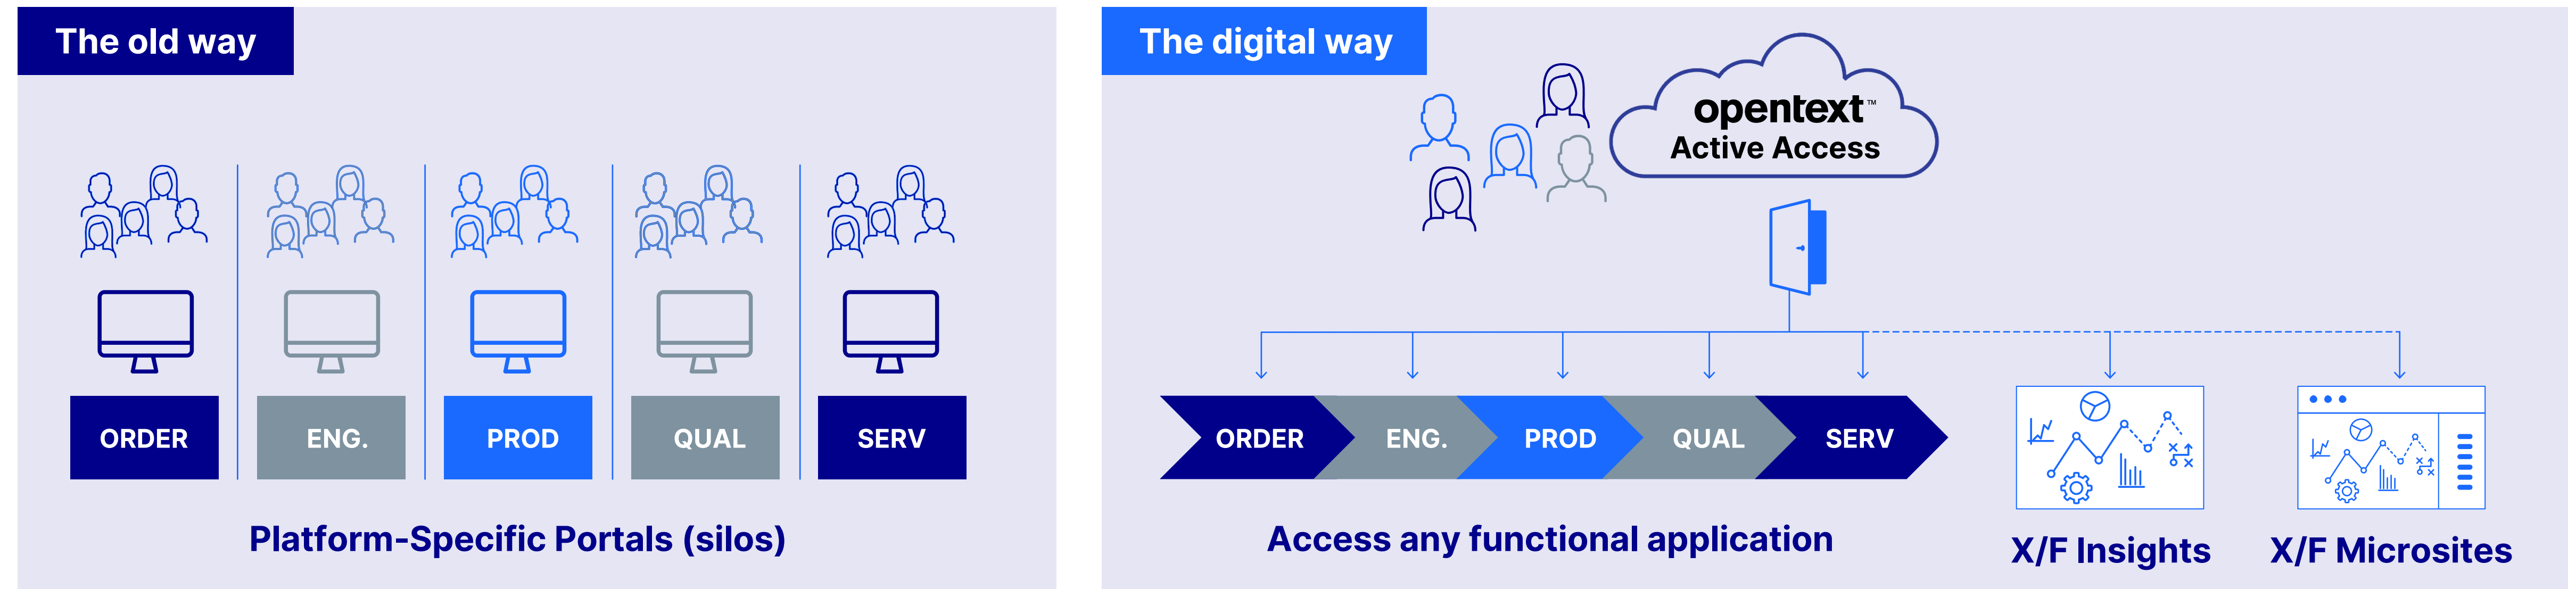 The old way
ORDER
ENG.
PROD
QUAL
SERV
Platform-Specific Portals (silos)
The digital way
opentext™
Active Access
ORDER
ENG.
PROD
QUAL
SERV
Access any functional application
X/F Insights
X/F Microsites